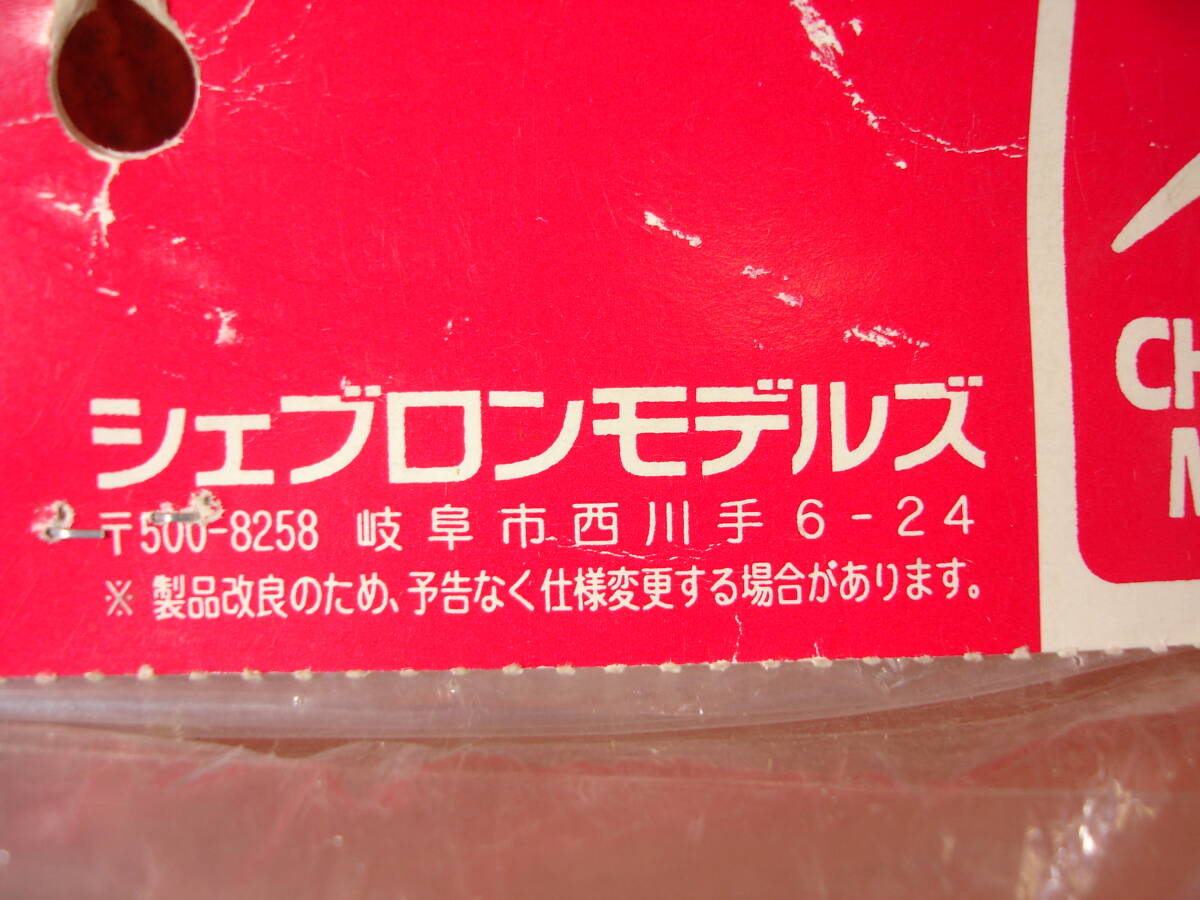 シェブロンモデルズ
〒500-8258 岐阜市西川手6-24
※ 製品改良のため、予告なく仕様変更する場合があります。
CH
M